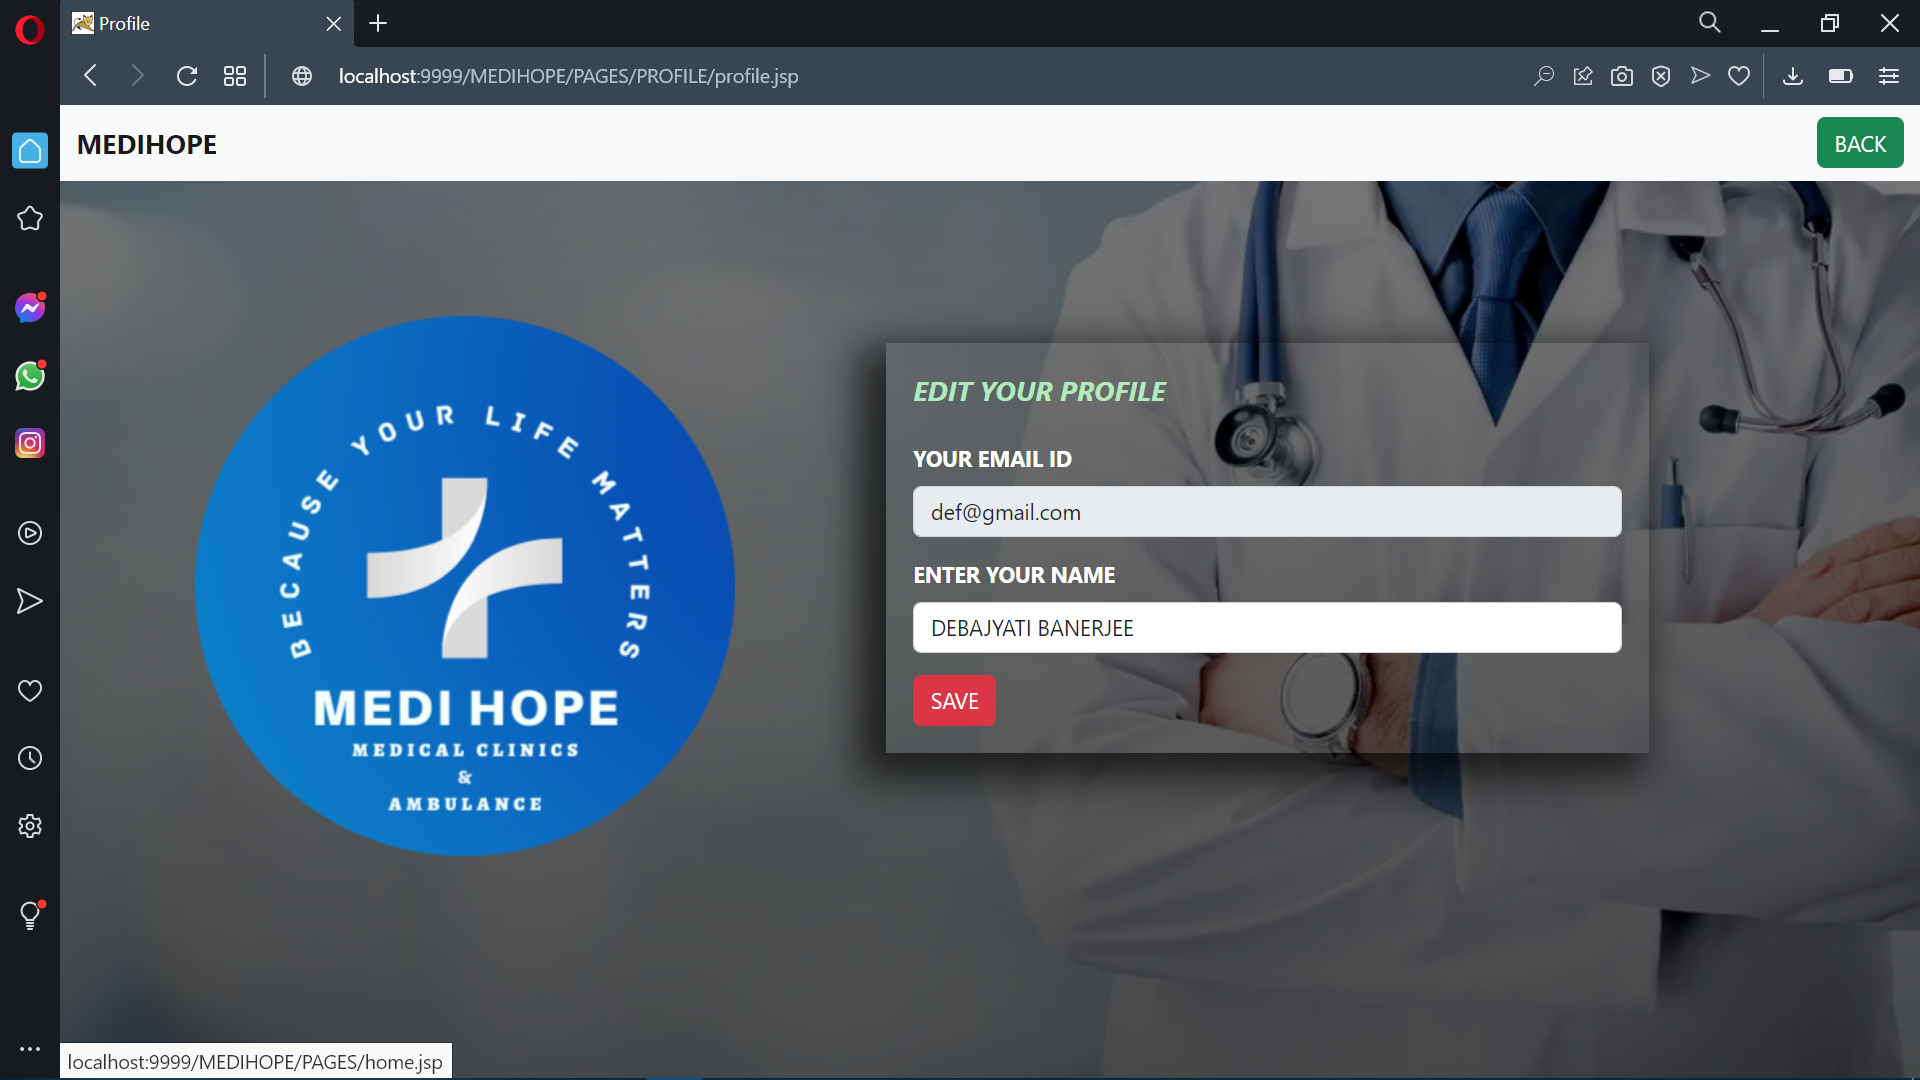 Profile
localhost:9999/MEDIHOPE/PAGES/PROFILE/profile.jsp
MEDIHOPE
BACK
BECAUSE YOUR LIFE MATTERS
MEDI HOPE
MEDICAL CLINICS
&
AMBULANCE
EDIT YOUR PROFILE
YOUR EMAIL ID
def@gmail.com
ENTER YOUR NAME
DEBAJYATI BANERJEE
SAVE
localhost:9999/MEDIHOPE/PAGES/home.jsp